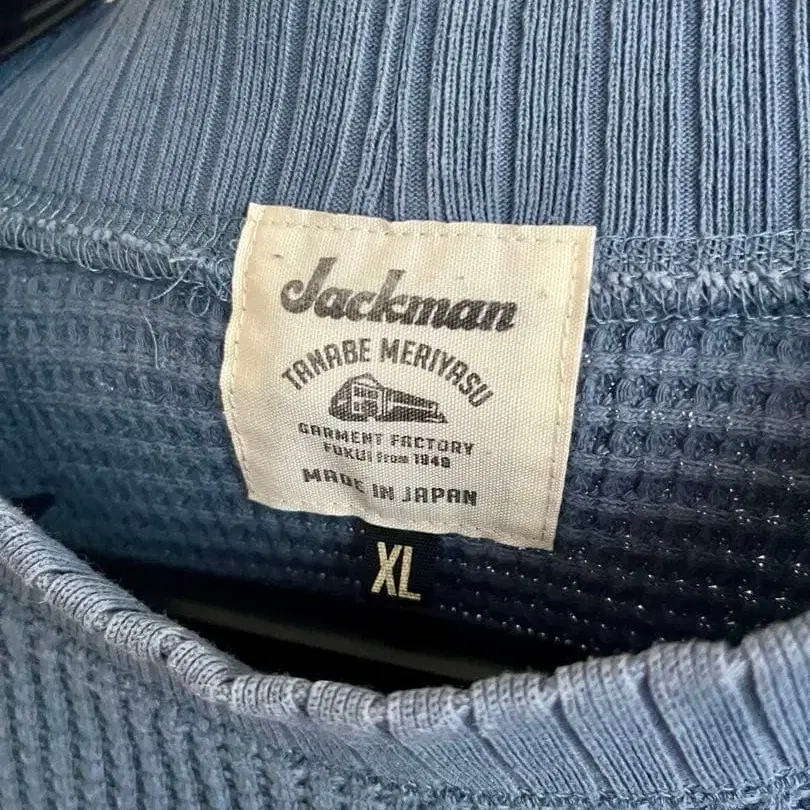 Jackman
TANABE MERIYASU
GARMENT FACTORY
FUKUI from 1948
MADE IN JAPAN
XL